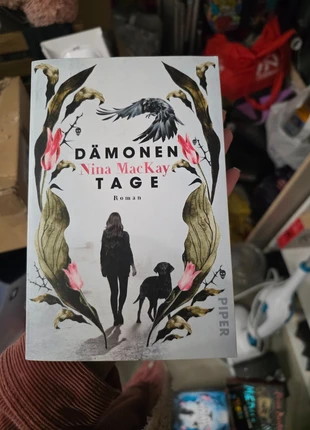 DÄMONEN
Nina MacKay
TAGE
Roman
PIPER